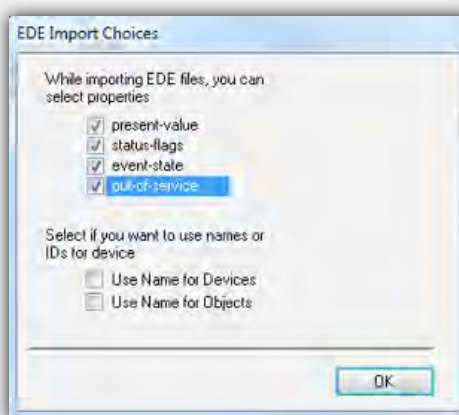 EDE Import Choices
While importing EDE files, you can
select properties
present-value
status-flags
event-state
out-of-service
Select if you want to use names or
IDs for device
Use Name for Devices
Use Name for Objects
OK